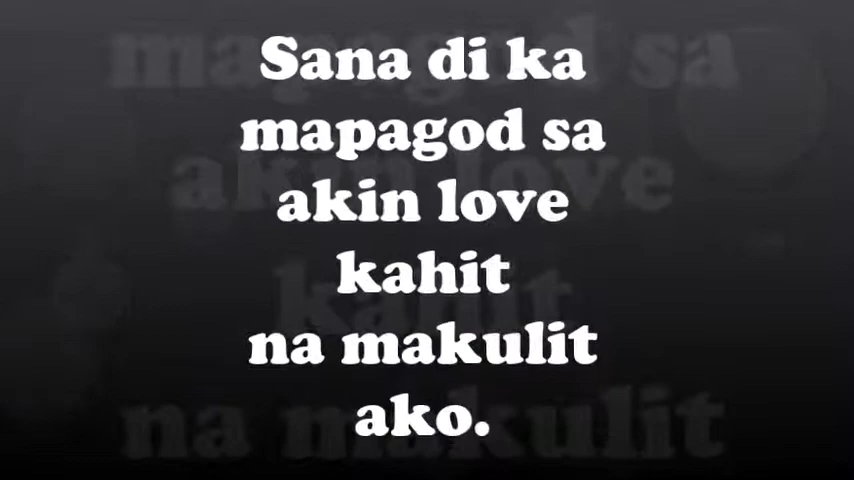 Sana di ka
mapagod sa
akin love
kahit
na makulit
ako.